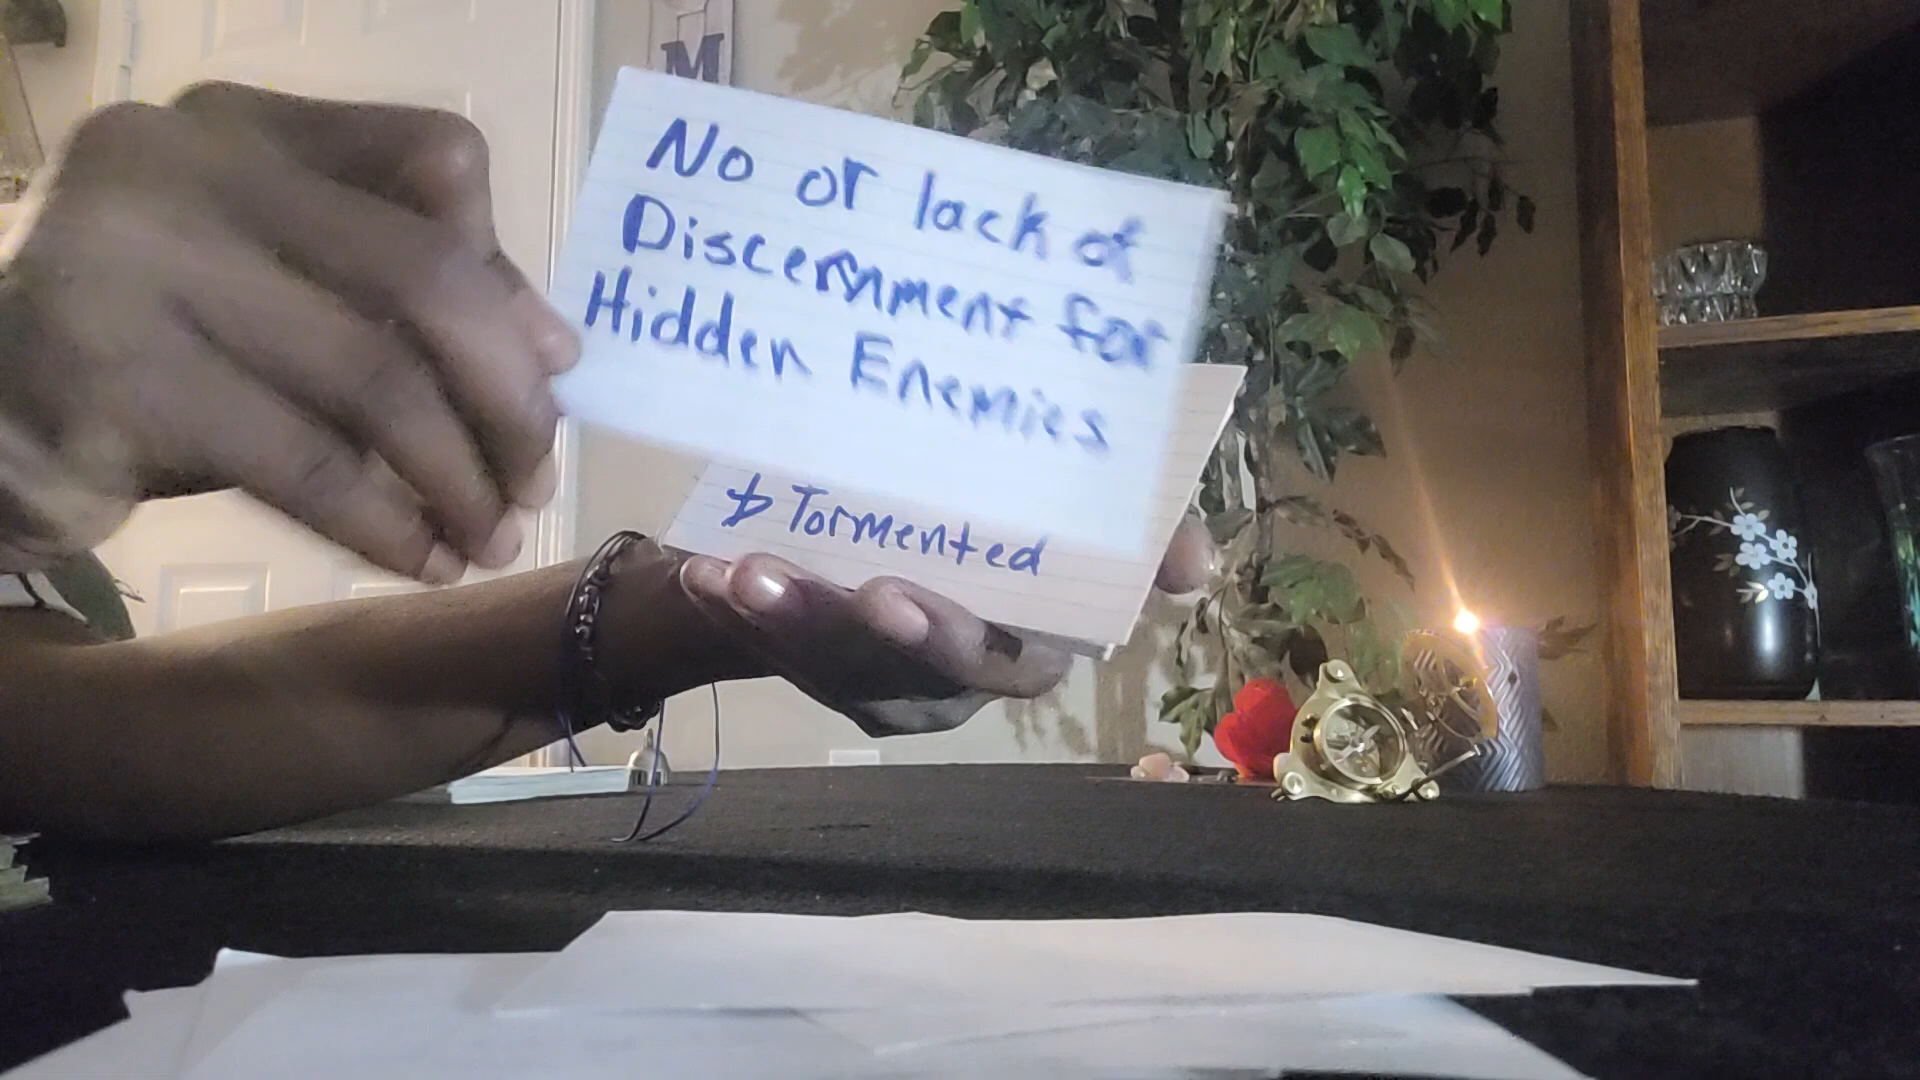 M
No or lack of
Discernment for
Hidden Enemies
& Tormented